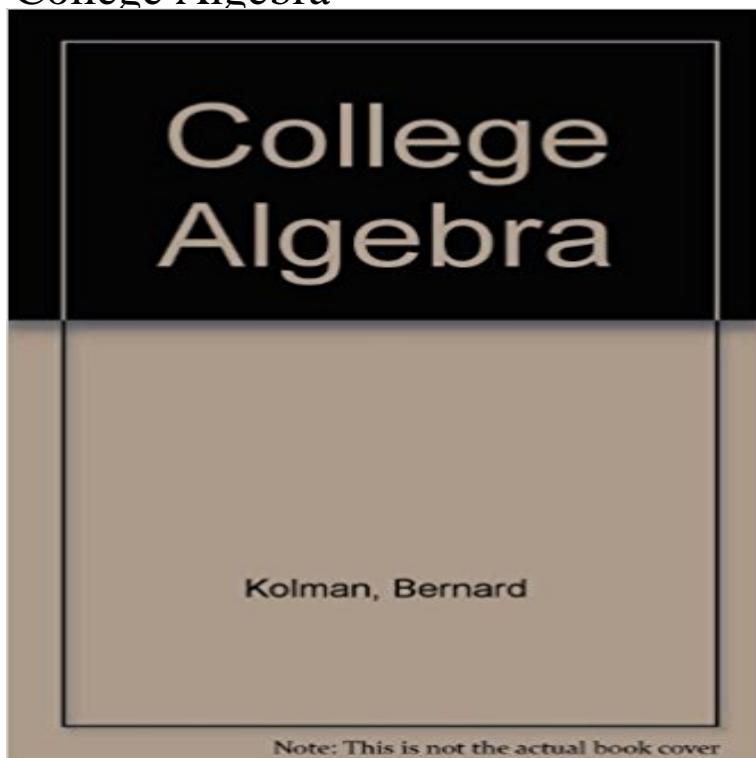 College Algebra
College
Algebra
Kolman, Bernard
Note: This is not the actual book cover